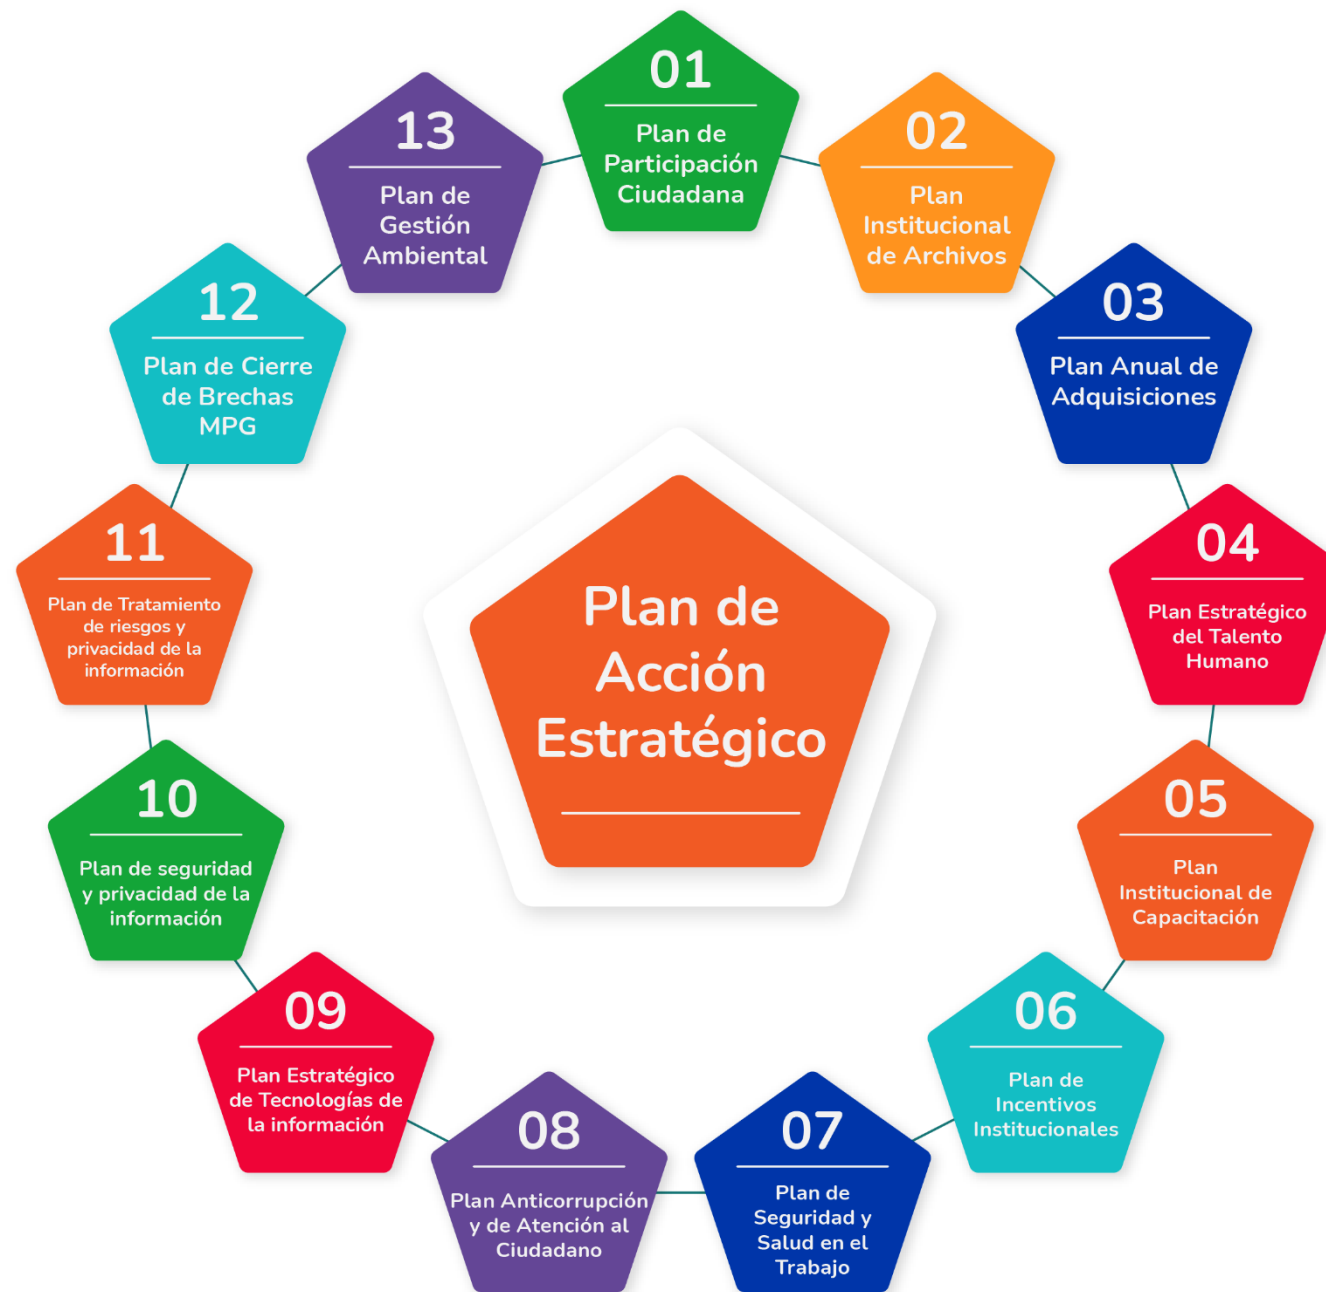 01
Plan de
Participación
Ciudadana
02
Plan
Institucional
de Archivos
03
Plan Anual de
Adquisiciones
04
Plan Estratégico
del Talento
Humano
05
Plan
Institucional de
Capacitación
06
Plan de
Incentivos
Institucionales
07
Plan de
Seguridad y
Salud en el
Trabajo
08
Plan Anticorrupción
y de Atención al
Ciudadano
09
Plan Estratégico
de Tecnologías de
la información
10
Plan de seguridad
y privacidad de la
información
11
Plan de Tratamiento
de riesgos y
privacidad de la
información
12
Plan de Cierre
de Brechas
MPG
13
Plan de
Gestión
Ambiental
Plan de
Acción
Estratégico